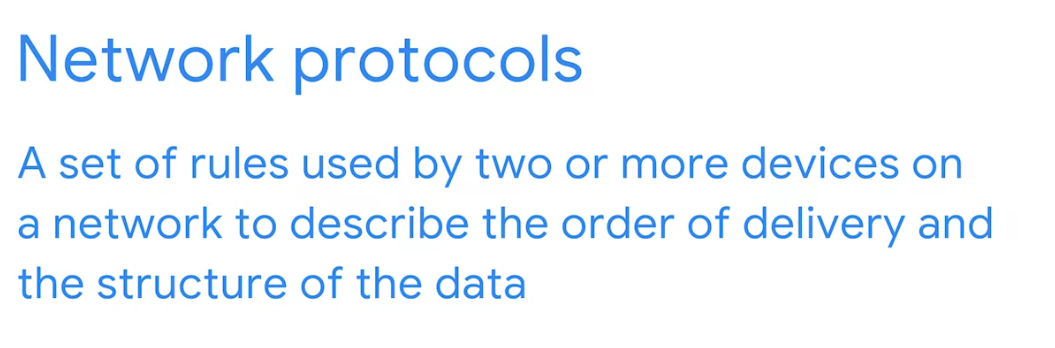 Network protocols
A set of rules used by two or more devices on
a network to describe the order of delivery and
the structure of the data